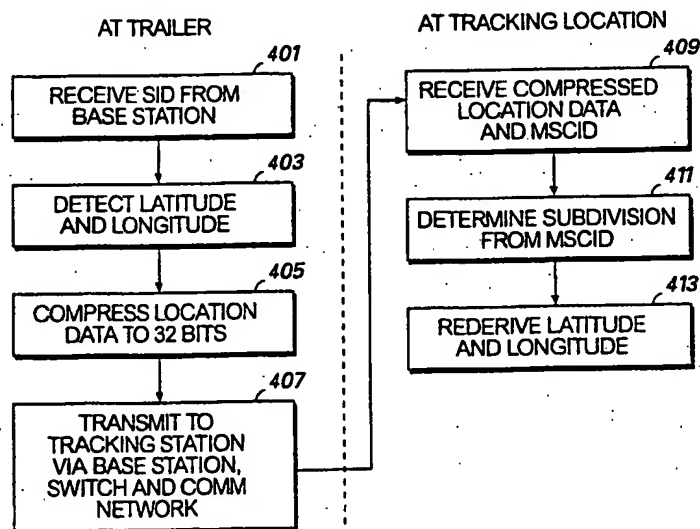 AT TRAILER
401
RECEIVE SID FROM
BASE STATION
403
DETECT LATITUDE
AND LONGITUDE
405
COMPRESS LOCATION
DATA TO 32 BITS
407
TRANSMIT TO
TRACKING STATION
VIA BASE STATION,
SWITCH AND COMM
NETWORK
AT TRACKING LOCATION
409
RECEIVE COMPRESSED
LOCATION DATA
AND MSCID
411
DETERMINE SUBDIVISION
FROM MSCID
413
REDERIVE LATITUDE
AND LONGITUDE